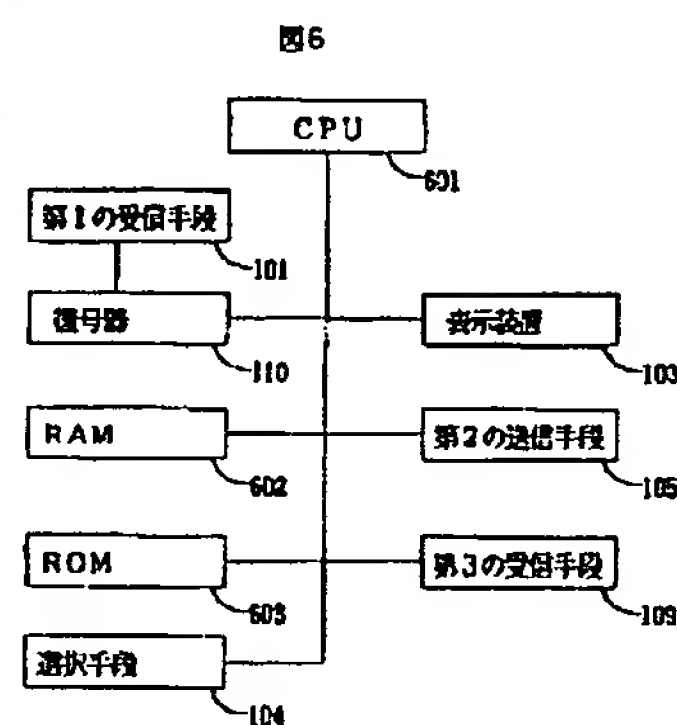 図6
CPU
601
第1の受信手段
101
復号器
110
表示装置
103
RAM
602
第2の送信手段
105
ROM
603
第3の受信手段
109
選択手段
104